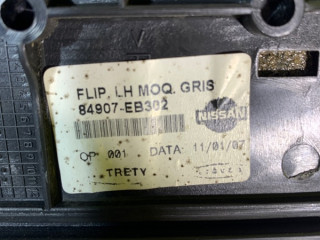 FLIP. LH MOQ. GRIS
84907-EB302
NISSAN
OP 001 DATA: 11/01/07
TRETY